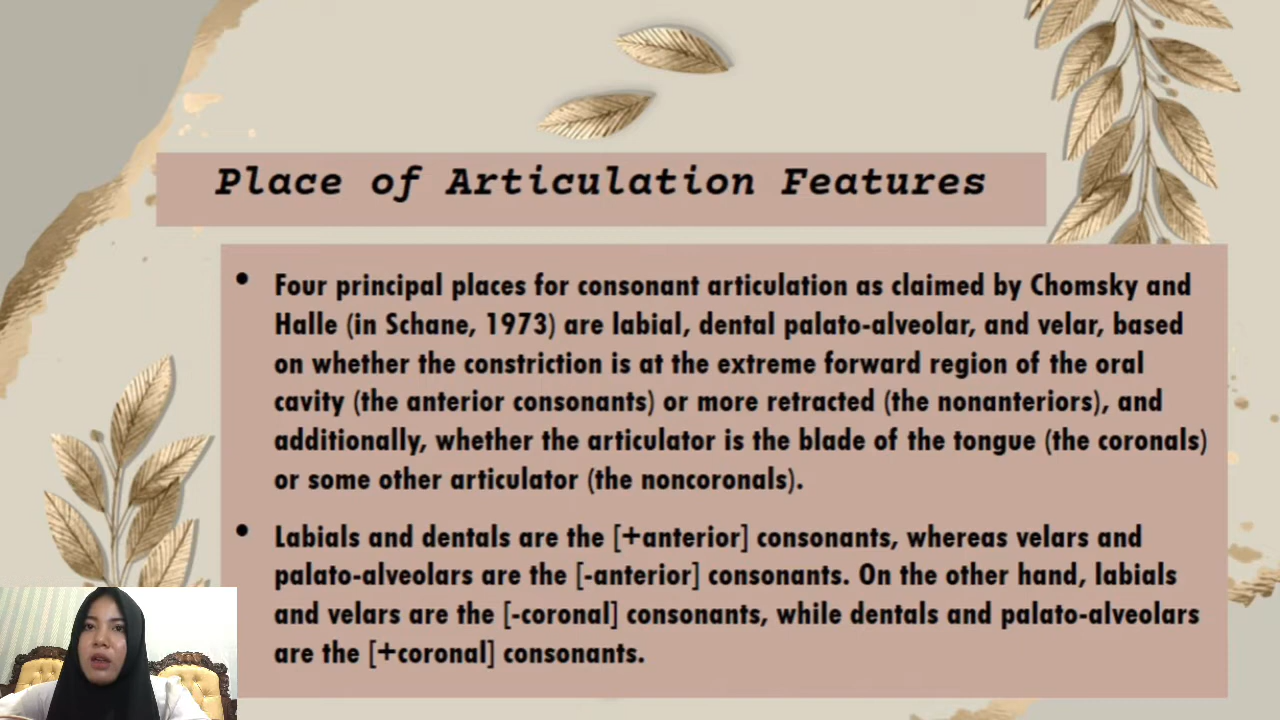 Place of Articulation Features
• Four principal places for consonant articulation as claimed by Chomsky and
Halle (in Schane, 1973) are labial, dental palato-alveolar, and velar, based
on whether the constriction is at the extreme forward region of the oral
cavity (the anterior consonants) or more retracted (the nonanteriors), and
additionally, whether the articulator is the blade of the tongue (the coronals)
or some other articulator (the noncoronals).
• Labials and dentals are the [+anterior] consonants, whereas velars and
palato-alveolars are the [-anterior] consonants. On the other hand, labials
and velars are the [-coronal] consonants, while dentals and palato-alveolars
are the [+coronal] consonants.